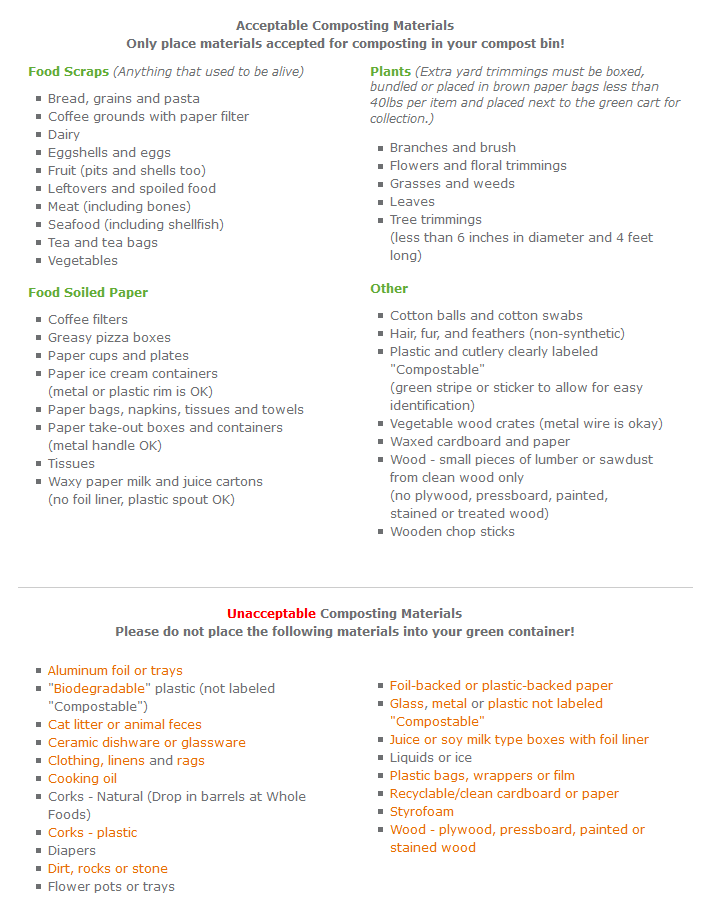 Acceptable Composting Materials
Only place materials accepted for composting in your compost bin!
Food Scraps (Anything that used to be alive)
Bread, grains and pasta
Coffee grounds with paper filter
Dairy
Eggshells and eggs
Fruit (pits and shells too)
Leftovers and spoiled food
Meat (including bones)
Seafood (including shellfish)
Tea and tea bags
Vegetables
Food Soiled Paper
Coffee filters
Greasy pizza boxes
Paper cups and plates
Paper ice cream containers
(metal or plastic rim is OK)
Paper bags, napkins, tissues and towels
Paper take-out boxes and containers
(metal handle OK)
Tissues
Waxy paper milk and juice cartons
(no foil liner, plastic spout OK)
Plants (Extra yard trimmings must be boxed,
bundled or placed in brown paper bags less than
40lbs per item and placed next to the green cart for
collection.)
Branches and brush
Flowers and floral trimmings
Grasses and weeds
Leaves
Tree trimmings
(less than 6 inches in diameter and 4 feet
long)
Other
Cotton balls and cotton swabs
Hair, fur, and feathers (non-synthetic)
Plastic and cutlery clearly labeled
"Compostable"
(green stripe or sticker to allow for easy
identification)
Vegetable wood crates (metal wire is okay)
Waxed cardboard and paper
Wood - small pieces of lumber or sawdust
from clean wood only
(no plywood, pressboard, painted,
stained or treated wood)
Wooden chop sticks
Unacceptable Composting Materials
Please do not place the following materials into your green container!
Aluminum foil or trays
"Biodegradable" plastic (not labeled
"Compostable")
Cat litter or animal feces
Ceramic dishware or glassware
Clothing, linens and rags
Cooking oil
Corks - Natural (Drop in barrels at Whole
Foods)
Corks - plastic
Diapers
Dirt, rocks or stone
Flower pots or trays
Foil-backed or plastic-backed paper
Glass, metal or plastic not labeled
"Compostable"
Juice or soy milk type boxes with foil liner
Liquids or ice
Plastic bags, wrappers or film
Recyclable/clean cardboard or paper
Styrofoam
Wood - plywood, pressboard, painted or
stained wood